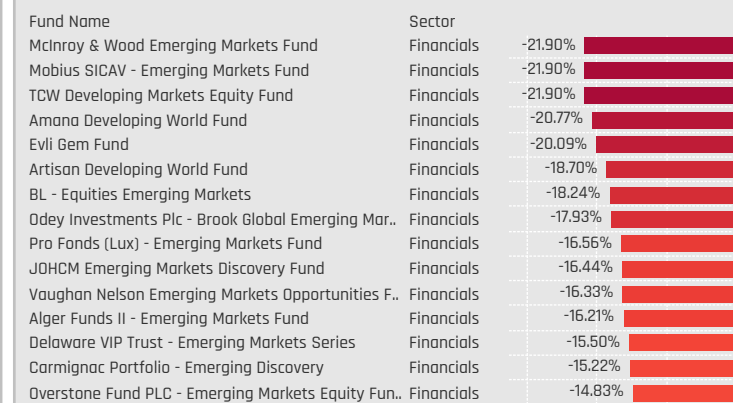 Fund Name Sector
McInroy & Wood Emerging Markets Fund Financials -21.90%
Mobius SICAV - Emerging Markets Fund Financials -21.90%
TCW Developing Markets Equity Fund Financials -21.90%
Amana Developing World Fund Financials -20.77%
Evli Gem Fund Financials -20.09%
Artisan Developing World Fund Financials -18.70%
BL - Equities Emerging Markets Financials -18.24%
Odey Investments Plc - Brook Global Emerging Mar.. Financials -17.93%
Pro Fonds (Lux) - Emerging Markets Fund Financials -16.56%
JOHCM Emerging Markets Discovery Fund Financials -16.44%
Vaughan Nelson Emerging Markets Opportunities F.. Financials -16.33%
Alger Funds II - Emerging Markets Fund Financials -16.21%
Delaware VIP Trust - Emerging Markets Series Financials -15.50%
Carmignac Portfolio - Emerging Discovery Financials -15.22%
Overstone Fund PLC - Emerging Markets Equity Fun.. Financials -14.83%